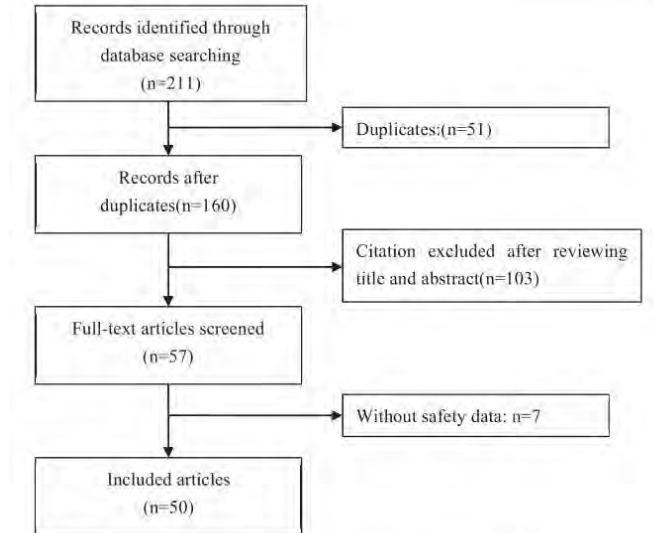 Records identified through
database searching
(n=211)
Duplicates:(n=51)
Records after
duplicates(n=160)
Citation excluded after reviewing
title and abstract(n=103)
Full-text articles screened
(n=57)
Without safety data: n=7
Included articles
(n=50)